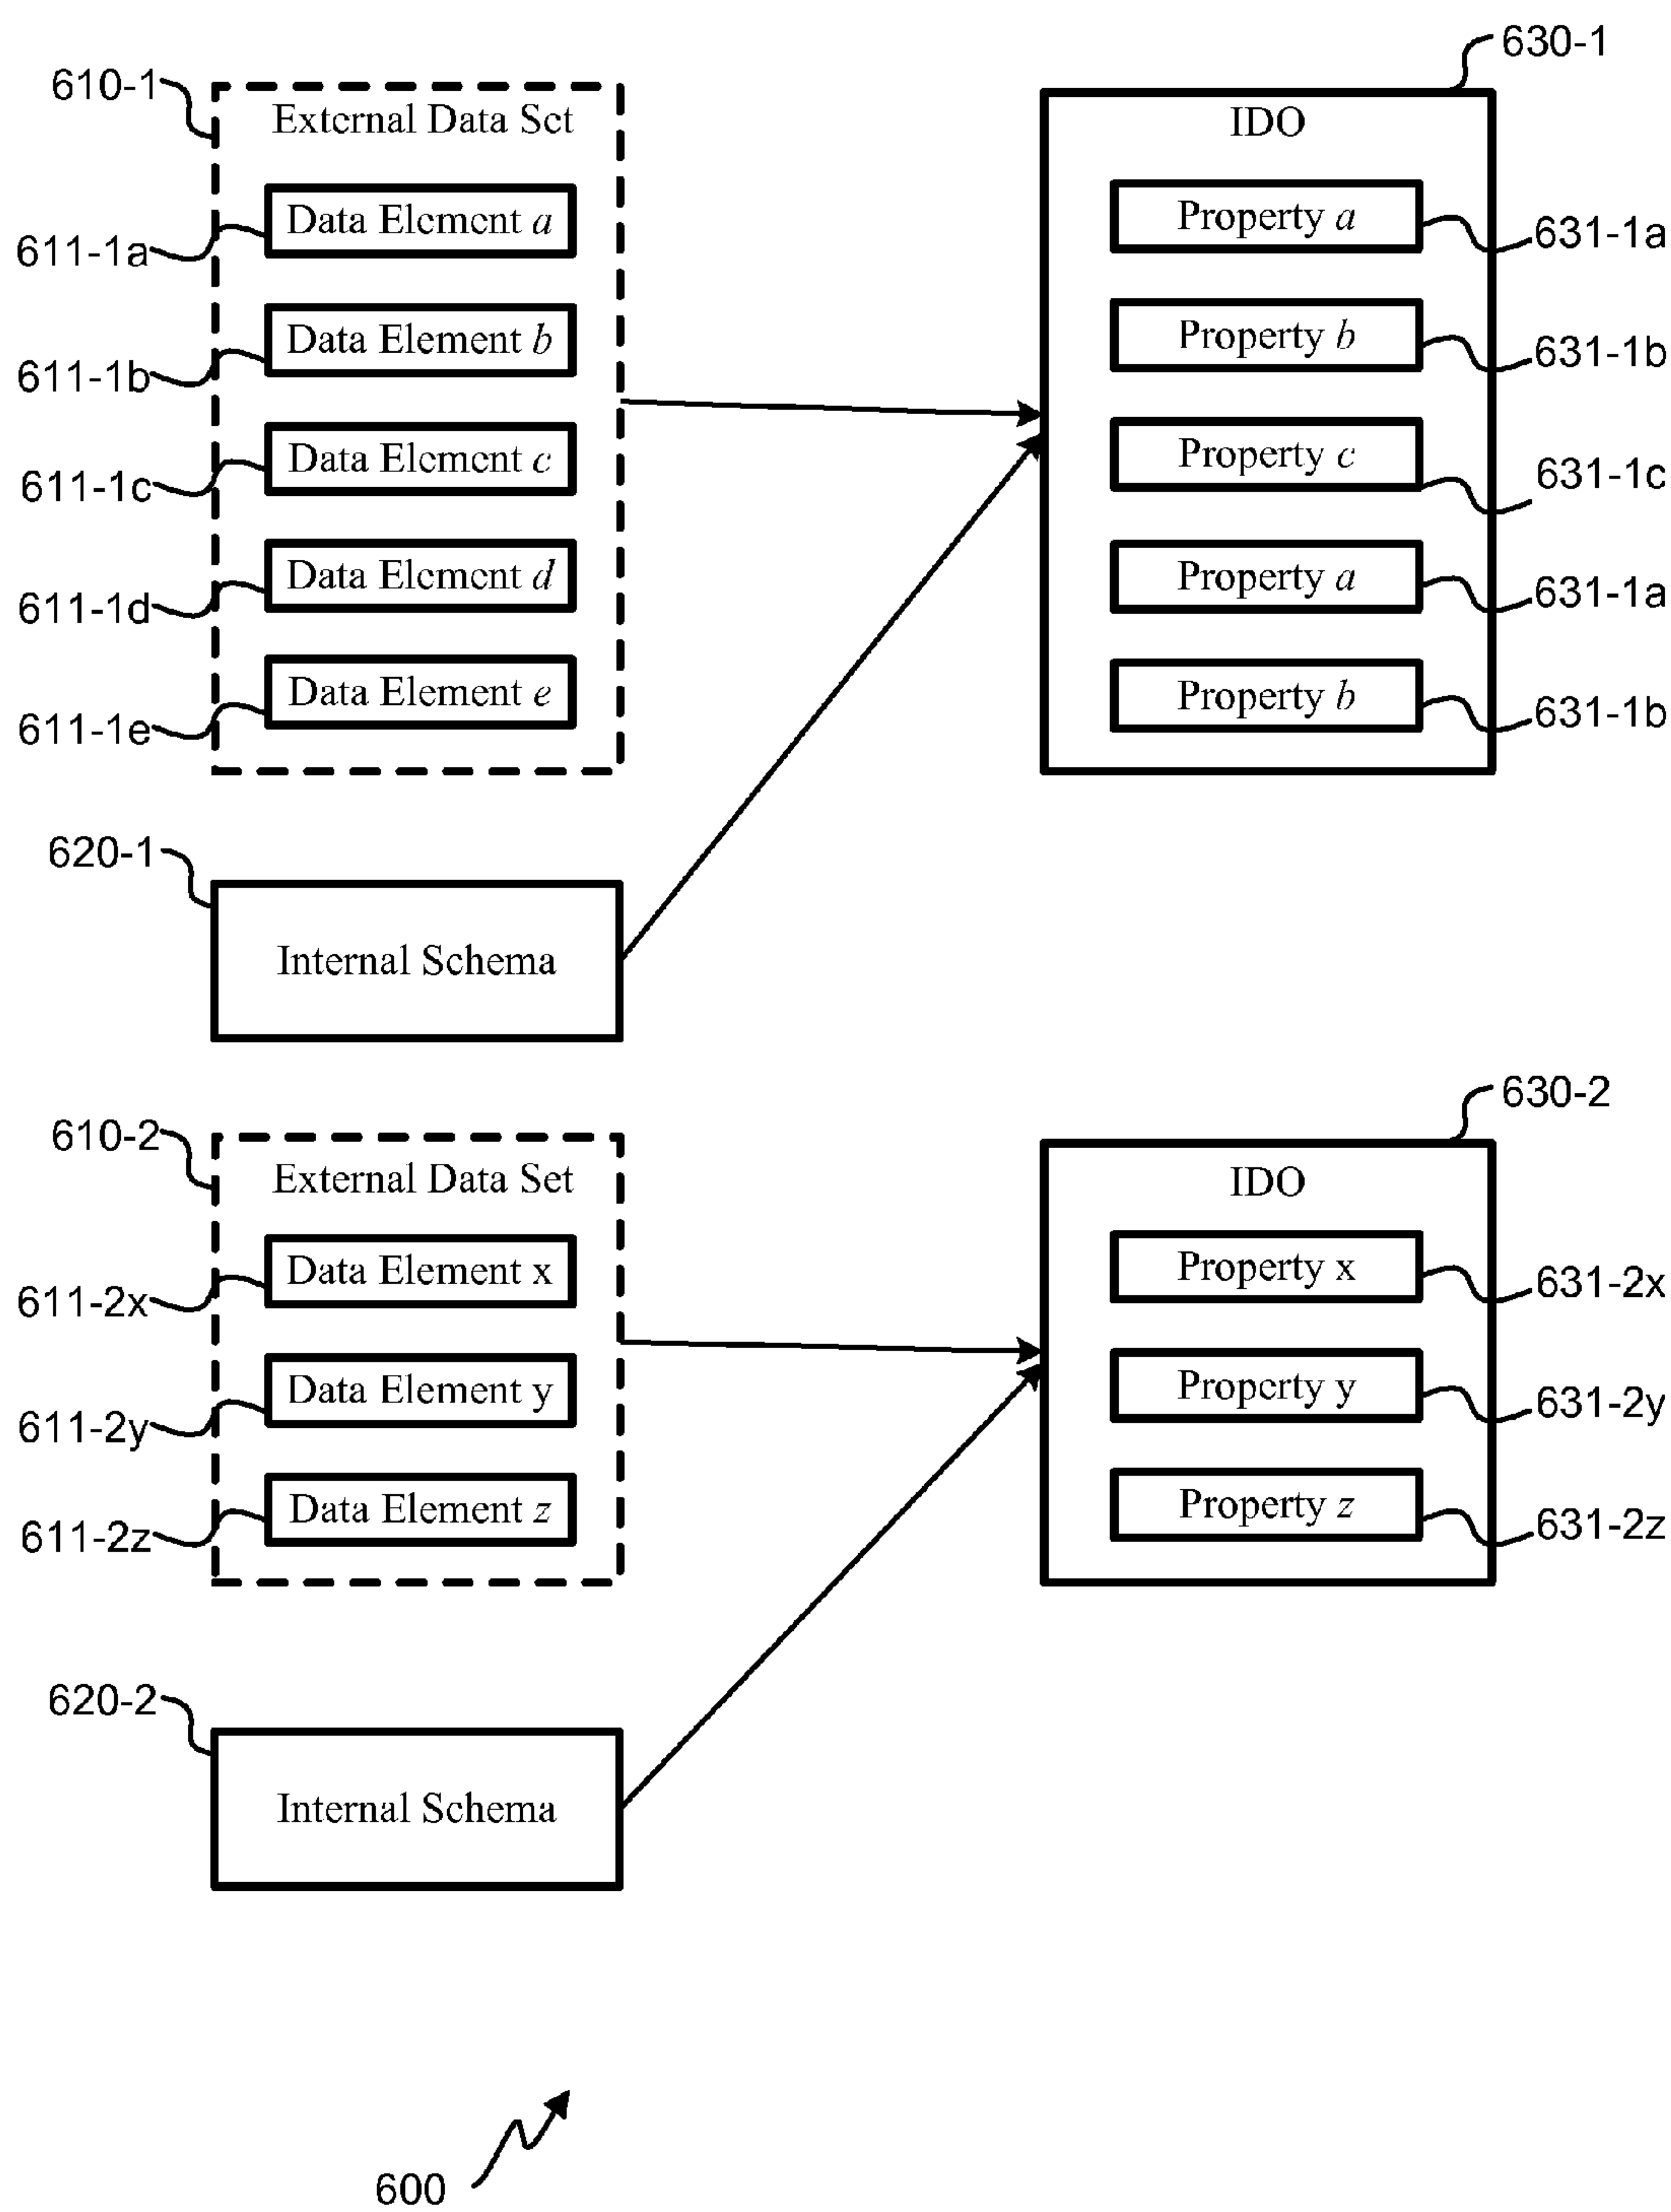 630-1
610-1
External Data Set
IDO
Data Element a
Property a
611-1a
631-1a
Data Element b
Property b
611-1b
631-1b
Data Element c
Property c
611-1c
631-1c
Data Element d
Property a
611-1d
631-1a
Data Element e
Property b
611-1e
631-1b
620-1
Internal Schema
630-2
610-2
External Data Set
IDO
Data Element x
Property x
611-2x
631-2x
Data Element y
Property y
611-2y
631-2y
Data Element z
Property z
611-2z
631-2z
620-2
Internal Schema
600